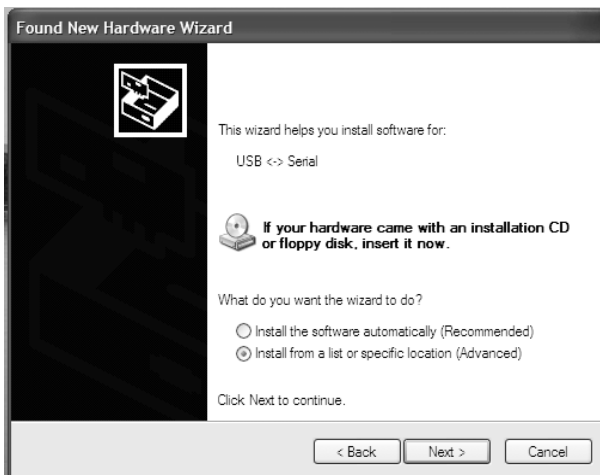 Found New Hardware Wizard
This wizard helps you install software for:
USB <-> Serial
If your hardware came with an installation CD
or floppy disk, insert it now.
What do you want the wizard to do?
Install the software automatically (Recommended)
Install from a list or specific location (Advanced)
Click Next to continue.
< Back Next > Cancel